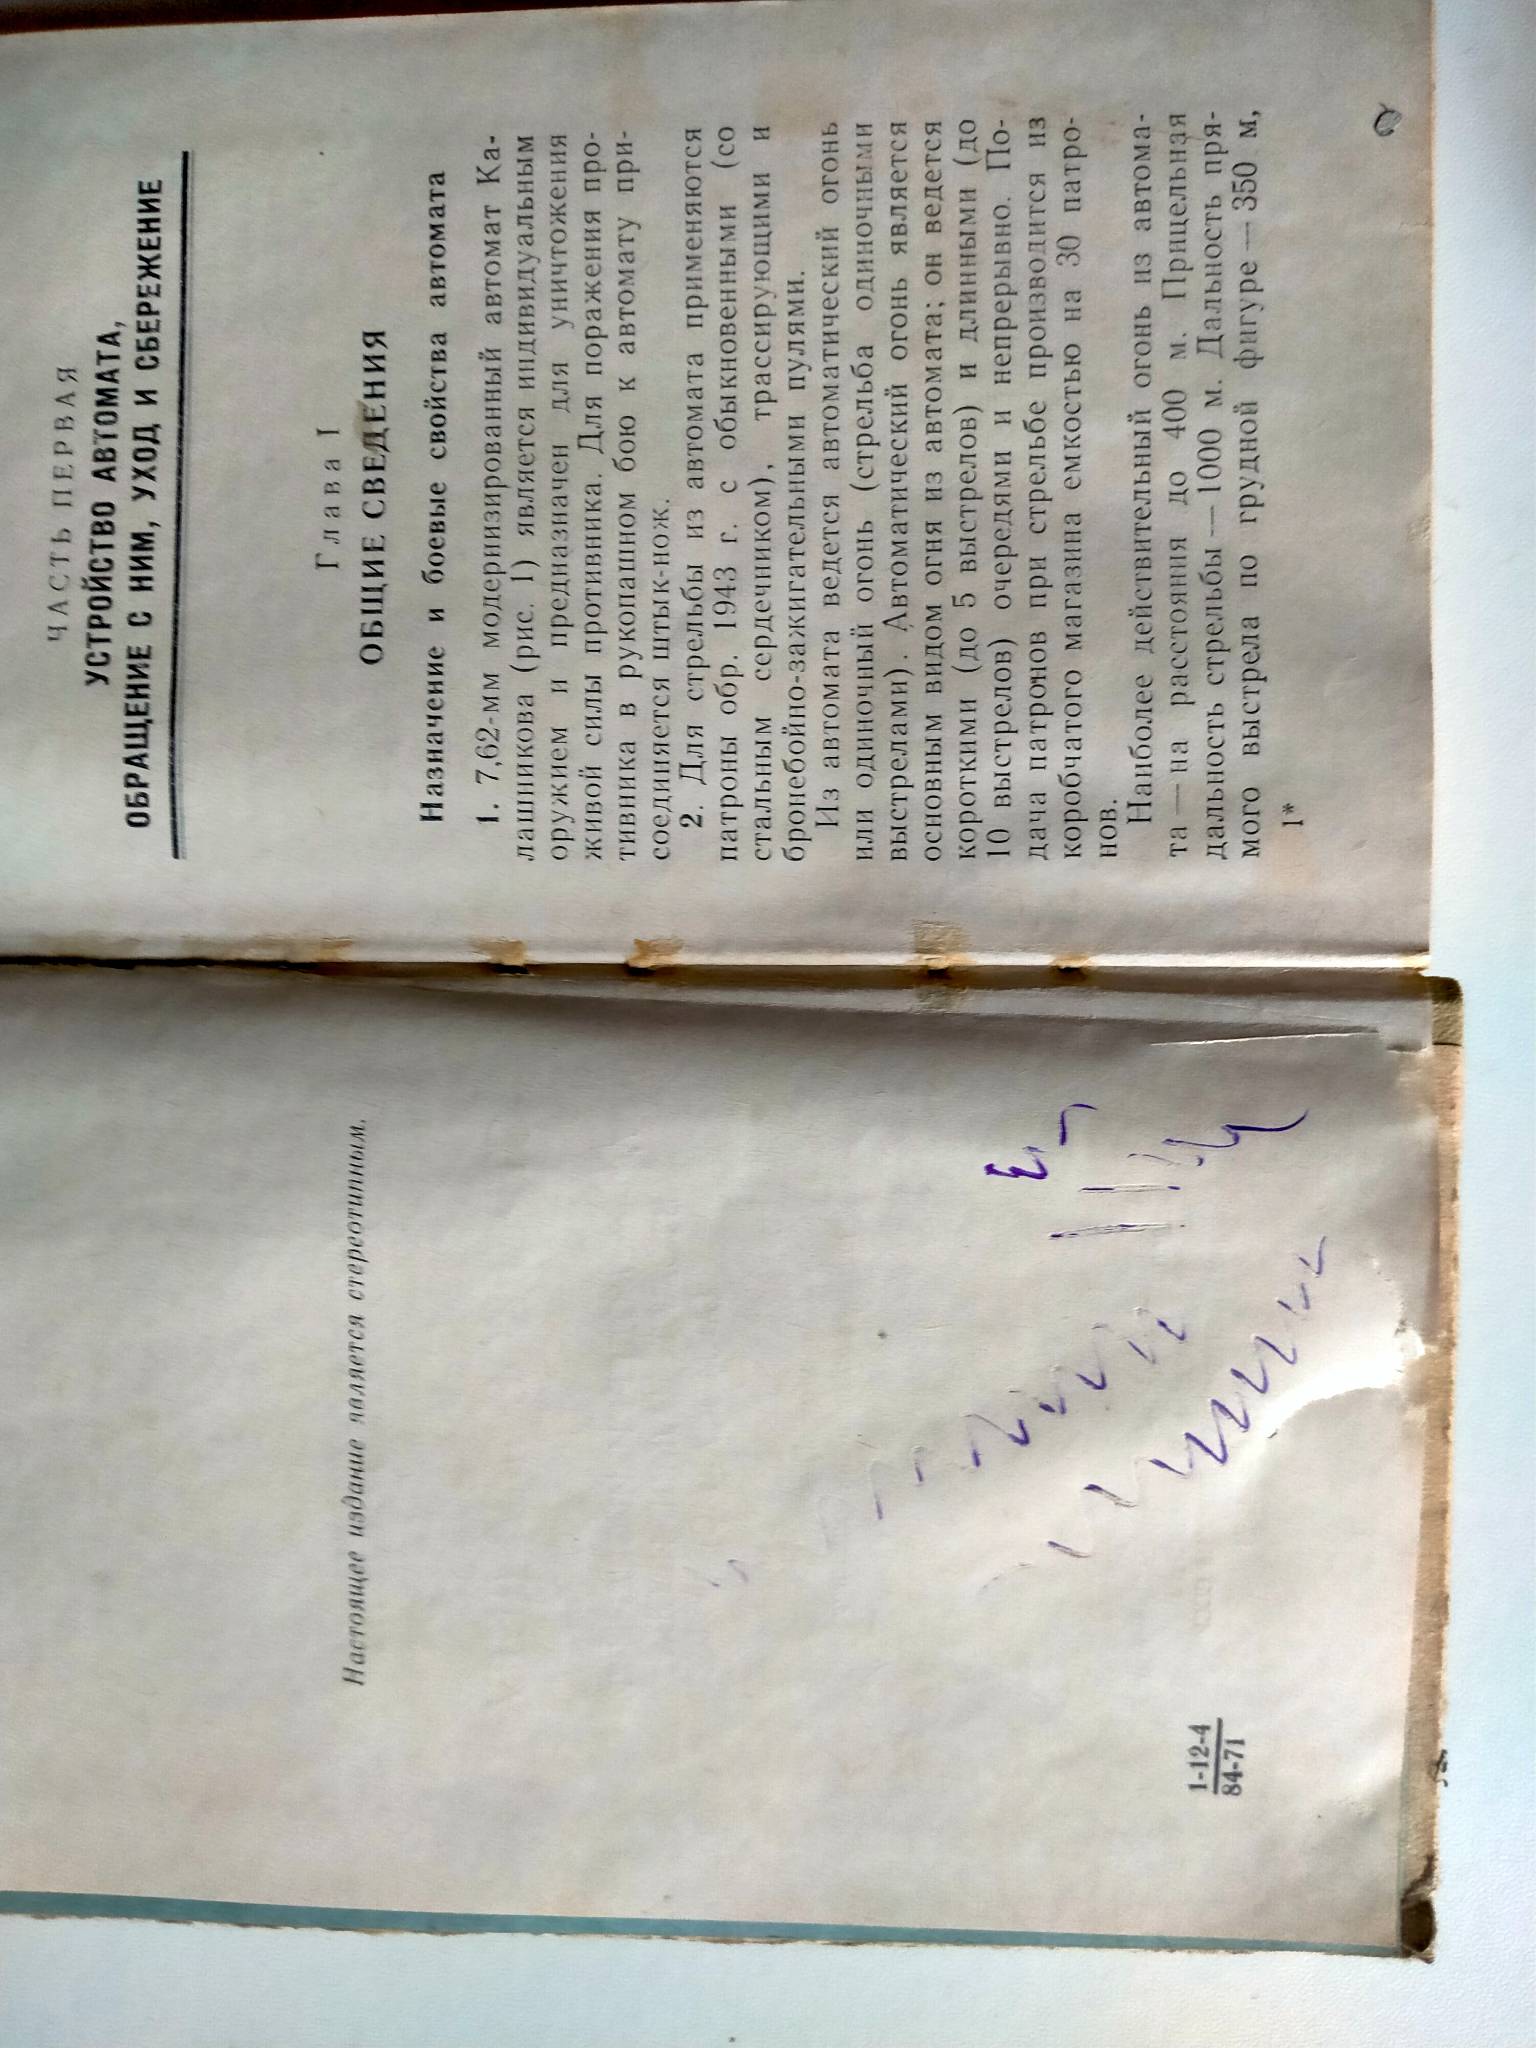 Настоящее издание является стереотипным.
1-12-4
84-71
ЧАСТЬ ПЕРВАЯ
УСТРОЙСТВО АВТОМАТА,
ОБРАЩЕНИЕ С НИМ, УХОД И СБЕРЕЖЕНИЕ
Глава I
ОБЩИЕ СВЕДЕНИЯ
Назначение и боевые свойства автомата
1. 7,62-мм модернизированный автомат Ка-
лашникова (рис. 1) является индивидуальным
оружием и предназначен для уничтожения
живой силы противника. Для поражения про-
тивника в рукопашном бою к автомату при-
соединяется штык-нож.
2. Для стрельбы из автомата применяются
патроны обр. 1943 г. с обыкновенными (со
стальным сердечником), трассирующими и
бронебойно-зажигательными пулями.
Из автомата ведется автоматический огонь
или одиночный огонь (стрельба одиночными
выстрелами). Автоматический огонь является
основным видом огня из автомата; он ведется
короткими (до 5 выстрелов) и длинными (до
10 выстрелов) очередями и непрерывно. По-
дача патронов при стрельбе производится из
коробчатого магазина емкостью на 30 патро-
нов.
Наиболее действительный огонь из автома-
та — на расстояния до 400 м. Прицельная
дальность стрельбы — 1000 м. Дальность пря-
мого выстрела по грудной фигуре — 350 м,
1*